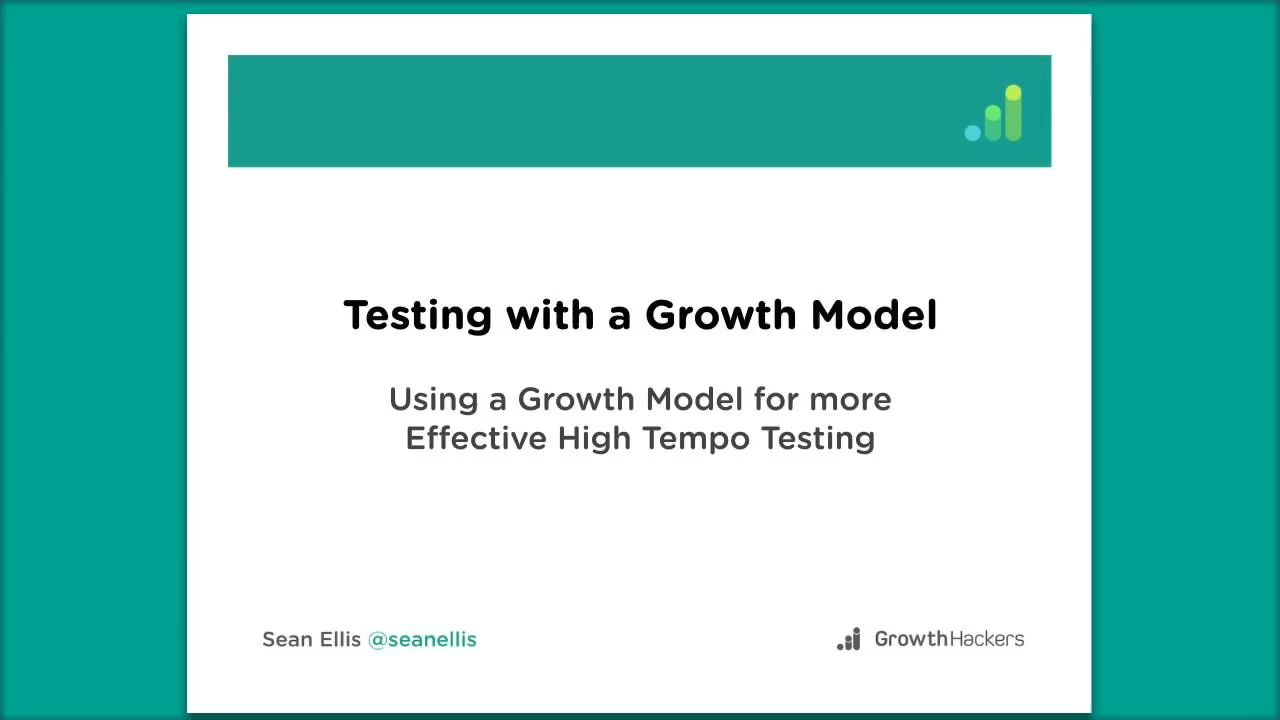 Testing with a Growth Model
Using a Growth Model for more
Effective High Tempo Testing
Sean Ellis @seanellis
GrowthHackers